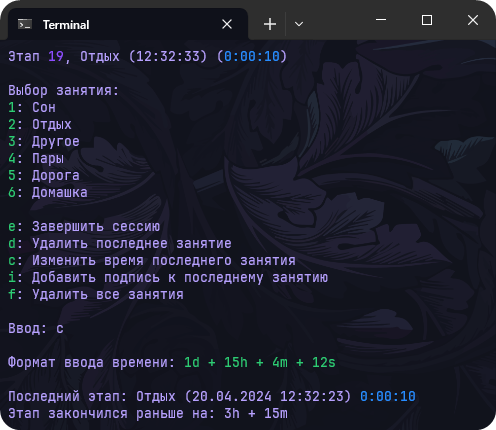 Terminal
Этап 19, Отдых (12:32:33) (0:00:10)
Выбор занятия:
1: Сон
2: Отдых
3: Другое
4: Пары
5: Дорога
6: Домашка
e: Завершить сессию
d: Удалить последнее занятие
c: Изменить время последнего занятия
i: Добавить подпись к последнему занятию
f: Удалить все занятия
Ввод: c
Формат ввода времени: 1d + 15h + 4m + 12s
Последний этап: Отдых (20.04.2024 12:32:23) 0:00:10
Этап закончился раньше на: 3h + 15m